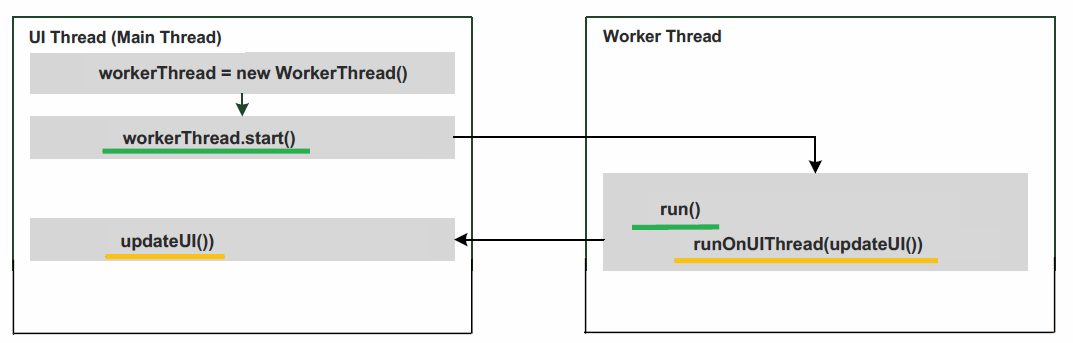 UI Thread (Main Thread)
workerThread = new WorkerThread()
workerThread.start()
updateUI())
Worker Thread
run()
runOnUIThread(updateUI())